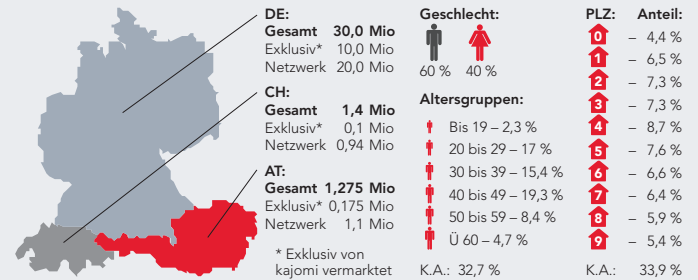 DE:
Gesamt 30,0 Mio
Exklusiv* 10,0 Mio
Netzwerk 20,0 Mio
CH:
Gesamt 1,4 Mio
Exklusiv* 0,1 Mio
Netzwerk 0,94 Mio
AT:
Gesamt 1,275 Mio
Exklusiv* 0,175 Mio
Netzwerk 1,1 Mio
* Exklusiv von
kajomi vermarktet
Geschlecht:
60 % 40 %
Altersgruppen:
Bis 19 – 2,3 %
20 bis 29 – 17 %
30 bis 39 – 15,4 %
40 bis 49 – 19,3 %
50 bis 59 – 8,4 %
Ü 60 – 4,7 %
K.A.: 32,7 %
PLZ: Anteil:
0 – 4,4 %
1 – 6,5 %
2 – 7,3 %
3 – 7,3 %
4 – 8,7 %
5 – 7,6 %
6 – 6,6 %
7 – 6,4 %
8 – 5,9 %
9 – 5,4 %
K.A.: 33,9 %